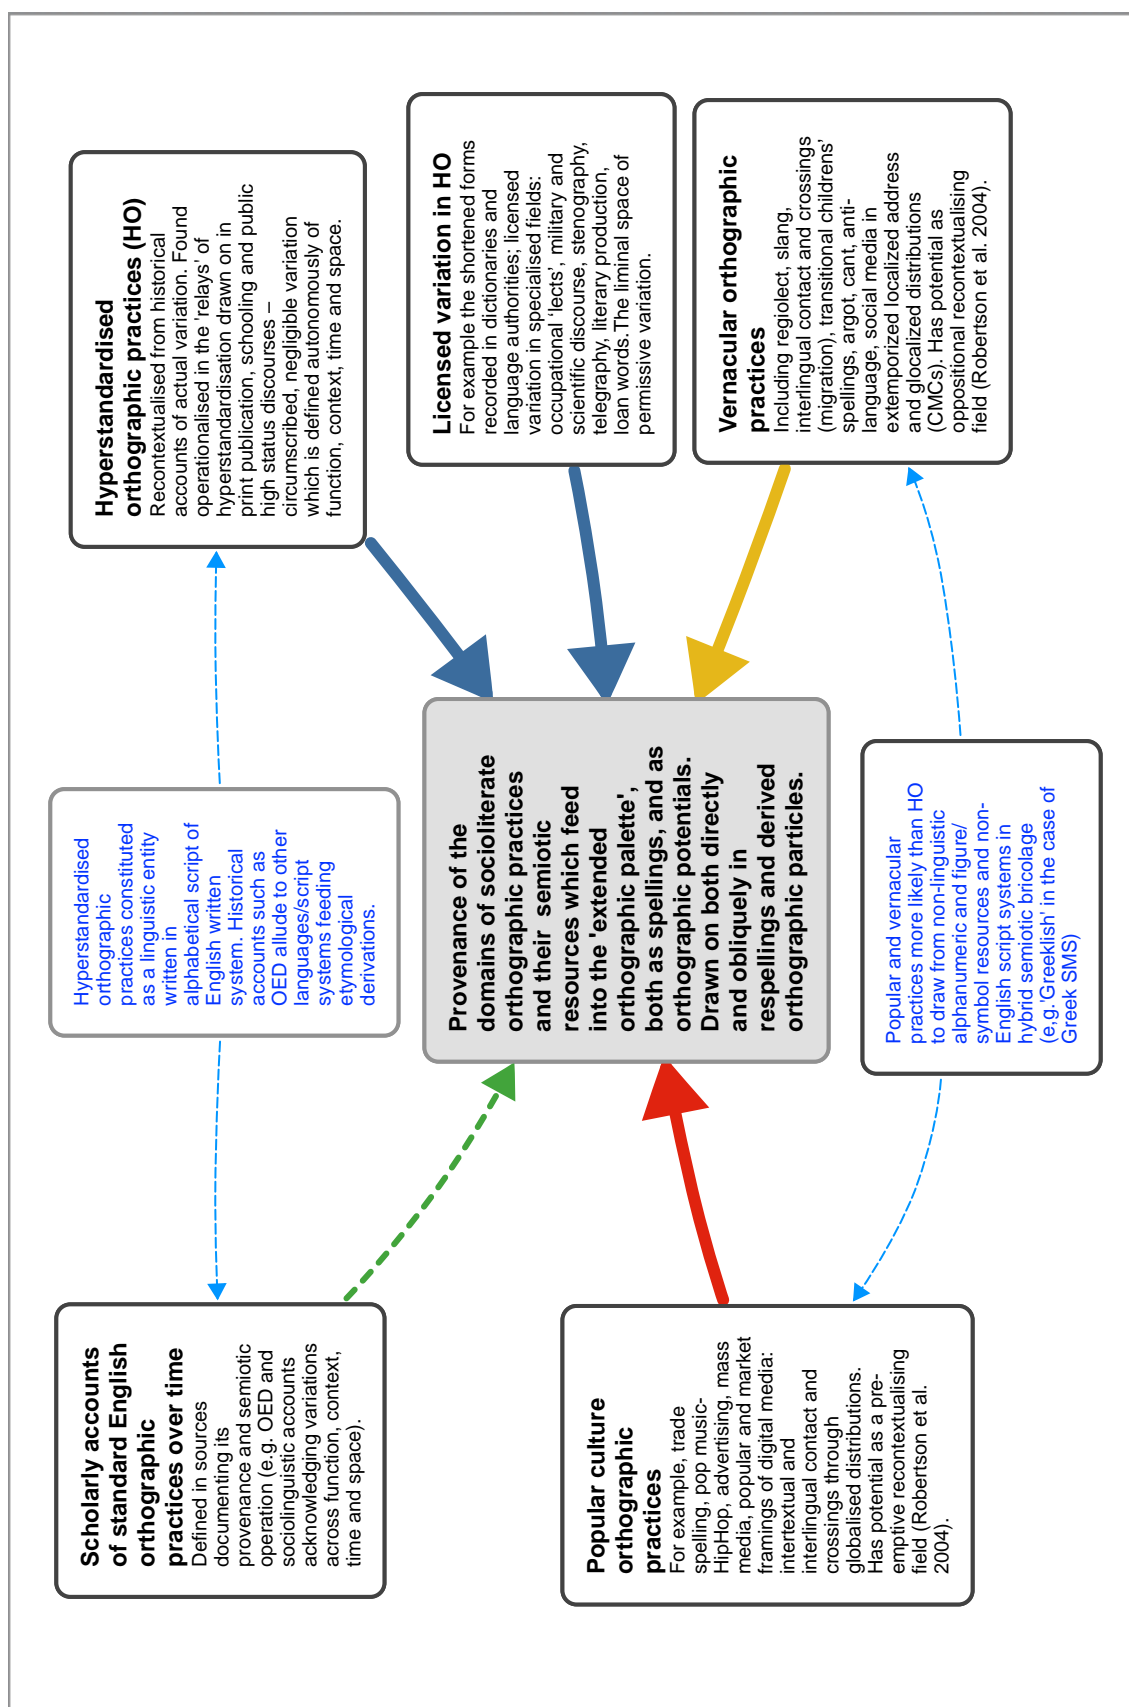 Scholarly accounts
of standard English
orthographic
practices over time
Defined in sources
documenting its
provenance and semiotic
operation (e.g. OED and
sociolinguistic accounts
acknowledging variations
across function, context,
time and space).
Hyperstandardised
orthographic
practices constituted
as a linguistic entity
written in
alphabetical script of
English written
system. Historical
accounts such as
OED allude to other
languages/script
systems feeding
etymological
derivations.
Hyperstandardised
orthographic practices (HO)
Recontextualised from historical
accounts of actual variation. Found
operationalised in the 'relays' of
hyperstandardisation drawn on in
print publication, schooling and public
high status discourses –
circumscribed, negligible variation
which is defined autonomously of
function, context, time and space.
Licensed variation in HO
For example the shortened forms
recorded in dictionaries and
language authorities; licensed
variation in specialised fields:
occupational ‘lects’, military and
scientific discourse, stenography,
telegraphy, literary production,
loan words.The liminal space of
permissive variation.
Provenance of the
domains of socioliterate
orthographic practices
and their  semiotic
resources which feed
into the 'extended
orthographic palette',
both as spellings, and as
orthographic potentials.
Drawn on both directly
and obliquely in
respellings and derived
orthographic particles.
Popular culture
orthographic
practices
For example, trade
spelling, pop music-
HipHop, advertising, mass
media, popular and market
framings of digital media:
intertextual and
interlingual contact and
crossings through
globalised distributions.
Has potential as a pre-
emptive recontextualising
field (Robertson et al.
2004).
Popular and vernacular
practices more likely than HO
to draw from non-linguistic
alphanumeric and figure/
symbol resources and non-
English script systems in
hybrid semiotic bricolage
(e,g.'Greeklish' in the case of
Greek SMS)
Vernacular orthographic
practices
Including regiolect, slang,
interlingual contact and crossings
(migration), transitional childrens’
spellings, argot, cant, anti-
language, social media in
extemporized localized address
and glocalized distributions
(CMCs). Has potential as
oppositional recontextualising
field (Robertson et al. 2004).